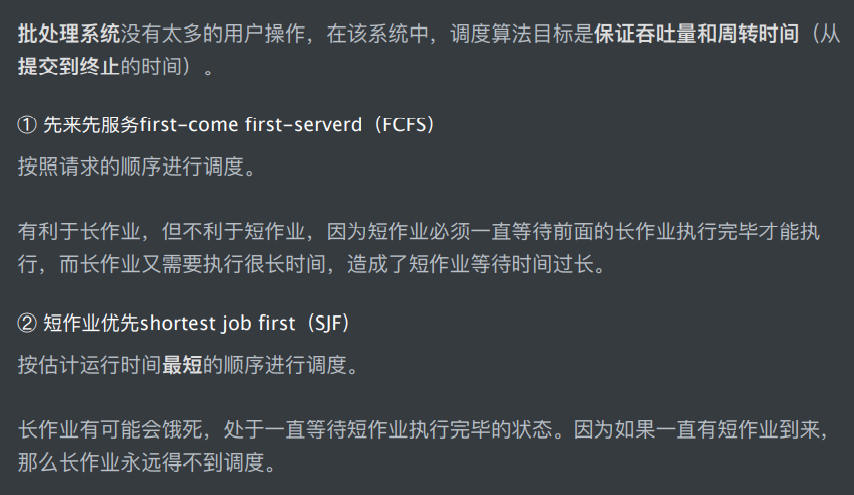 批处理系统没有太多的用户操作，在该系统中，调度算法目标是保证吞吐量和周转时间（从
提交到终止的时间）。
① 先来先服务first-come first-serverd（FCFS）
按照请求的顺序进行调度。
有利于长作业，但不利于短作业，因为短作业必须一直等待前面的长作业执行完毕才能执
行，而长作业又需要执行很长时间，造成了短作业等待时间过长。
② 短作业优先shortest job first（SJF）
按估计运行时间最短的顺序进行调度。
长作业有可能会饿死，处于一直等待短作业执行完毕的状态。因为如果一直有短作业到来，
那么长作业永远得不到调度。